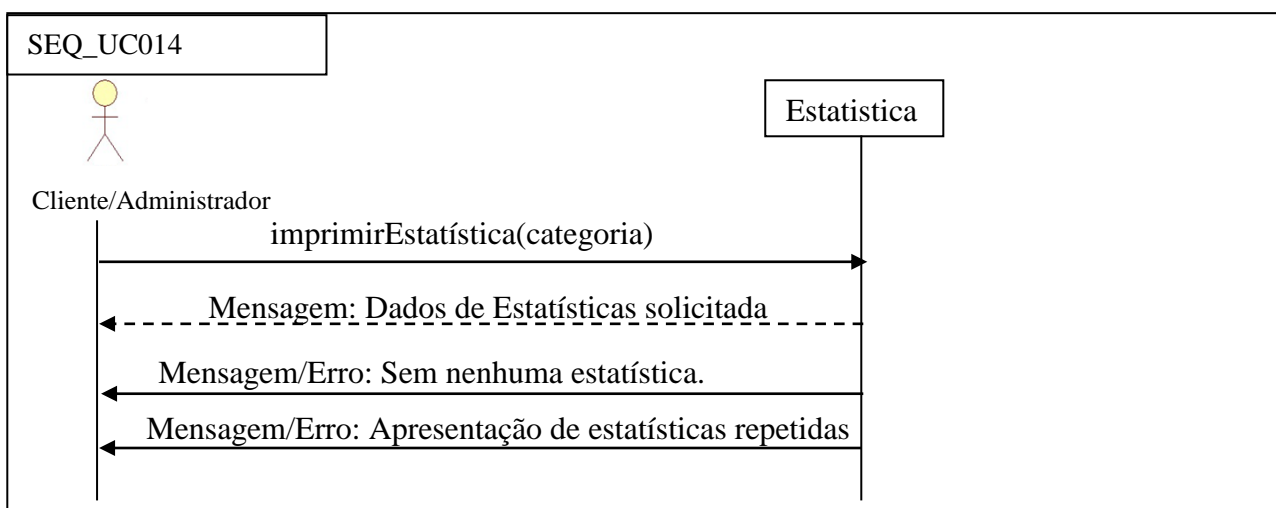 SEQ_UC014
Estatistica
Cliente/Administrador
imprimirEstatística(categoria)
Mensagem: Dados de Estatísticas solicitada
Mensagem/Erro: Sem nenhuma estatística.
Mensagem/Erro: Apresentação de estatísticas repetidas